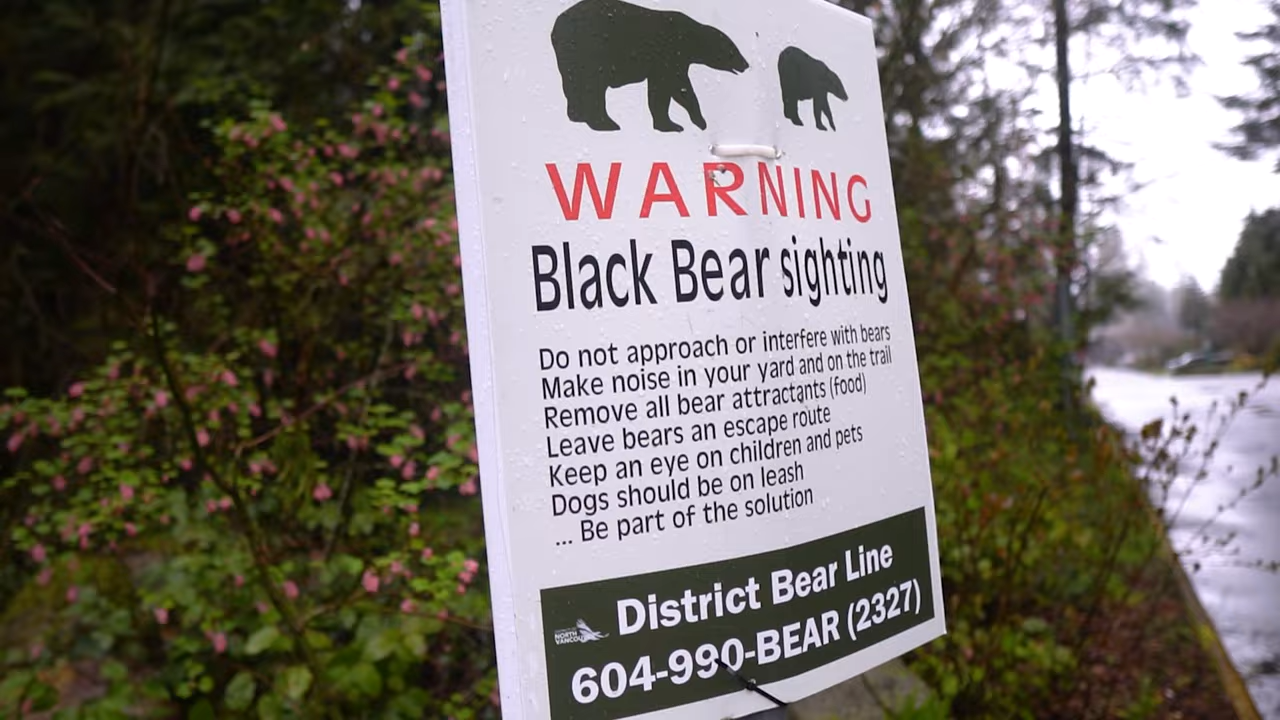 WARNING
Black Bear sighting
Do not approach or interfere with bears
Make noise in your yard and on the trail
Remove all bear attractants (food)
Leave bears an escape route
Keep an eye on children and pets
Dogs should be on leash
... Be part of the solution
District Bear Line
NORTH
VANCOUVER
604-990-BEAR (2327)